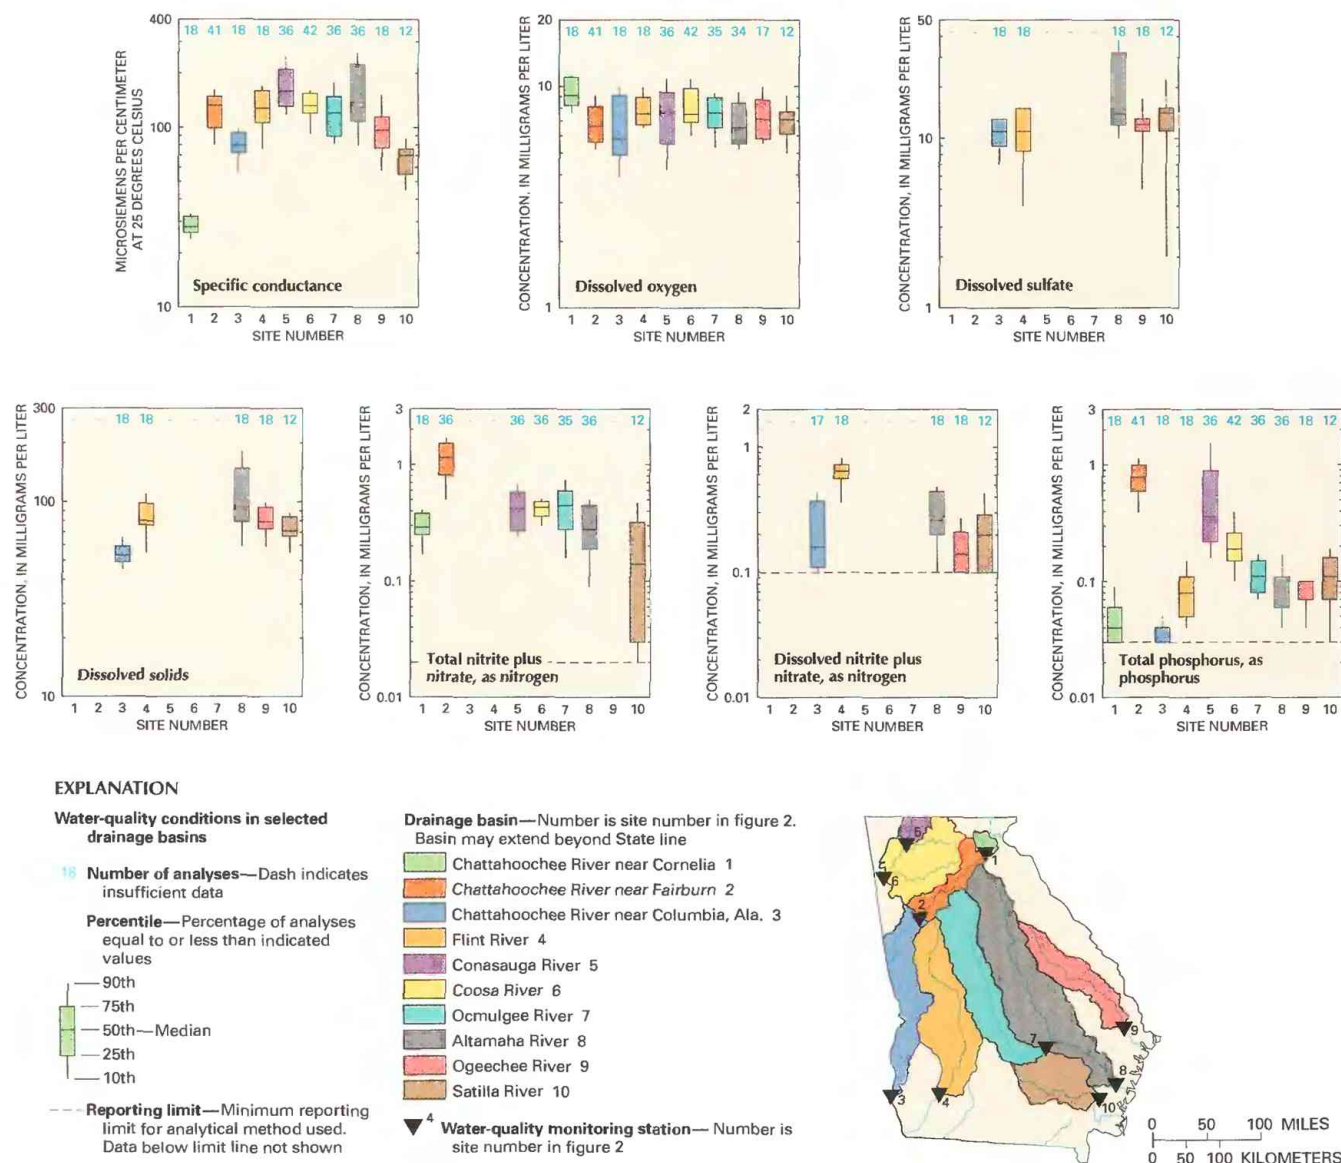 400
18 41 18 18 36 42 36 36 18 12
100
10
MICROSIEMENS PER CENTIMETER
AT 25 DEGREES CELSIUS
Specific conductance
1 2 3 4 5 6 7 8 9 10
SITE NUMBER
20
18 41 18 18 36 42 35 34 17 12
10
1
CONCENTRATION, IN MILLIGRAMS PER LITER
Dissolved oxygen
1 2 3 4 5 6 7 8 9 10
SITE NUMBER
50
- - 18 18 - - - 18 18 12
10
1
CONCENTRATION, IN MILLIGRAMS PER LITER
Dissolved sulfate
1 2 3 4 5 6 7 8 9 10
SITE NUMBER
300
- - 18 18 - - - 18 18 12
100
10
CONCENTRATION, IN MILLIGRAMS PER LITER
Dissolved solids
1 2 3 4 5 6 7 8 9 10
SITE NUMBER
3
18 36 - - 36 36 35 36 - 12
1
0.1
0.01
CONCENTRATION, IN MILLIGRAMS PER LITER
Total nitrite plus
nitrate, as nitrogen
1 2 3 4 5 6 7 8 9 10
SITE NUMBER
2
- - 17 18 - - - 18 18 12
1
0.1
0.01
CONCENTRATION, IN MILLIGRAMS PER LITER
Dissolved nitrite plus
nitrate, as nitrogen
1 2 3 4 5 6 7 8 9 10
SITE NUMBER
3
18 41 18 18 36 42 36 36 18 12
1
0.1
0.01
CONCENTRATION, IN MILLIGRAMS PER LITER
Total phosphorus, as
phosphorus
1 2 3 4 5 6 7 8 9 10
SITE NUMBER
EXPLANATION
Water-quality conditions in selected
drainage basins
18 Number of analyses—Dash indicates
insufficient data
Percentile—Percentage of analyses
equal to or less than indicated
values
90th
75th
50th—Median
25th
10th
Reporting limit—Minimum reporting
limit for analytical method used.
Data below limit line not shown
Drainage basin—Number is site number in figure 2.
Basin may extend beyond State line
Chattahoochee River near Cornelia 1
Chattahoochee River near Fairburn 2
Chattahoochee River near Columbia, Ala. 3
Flint River 4
Conasauga River 5
Coosa River 6
Ocmulgee River 7
Altamaha River 8
Ogeechee River 9
Satilla River 10
4 Water-quality monitoring station— Number is
site number in figure 2
5
1
6
2
9
7
8
3
4
10
0 50 100 MILES
0 50 100 KILOMETERS